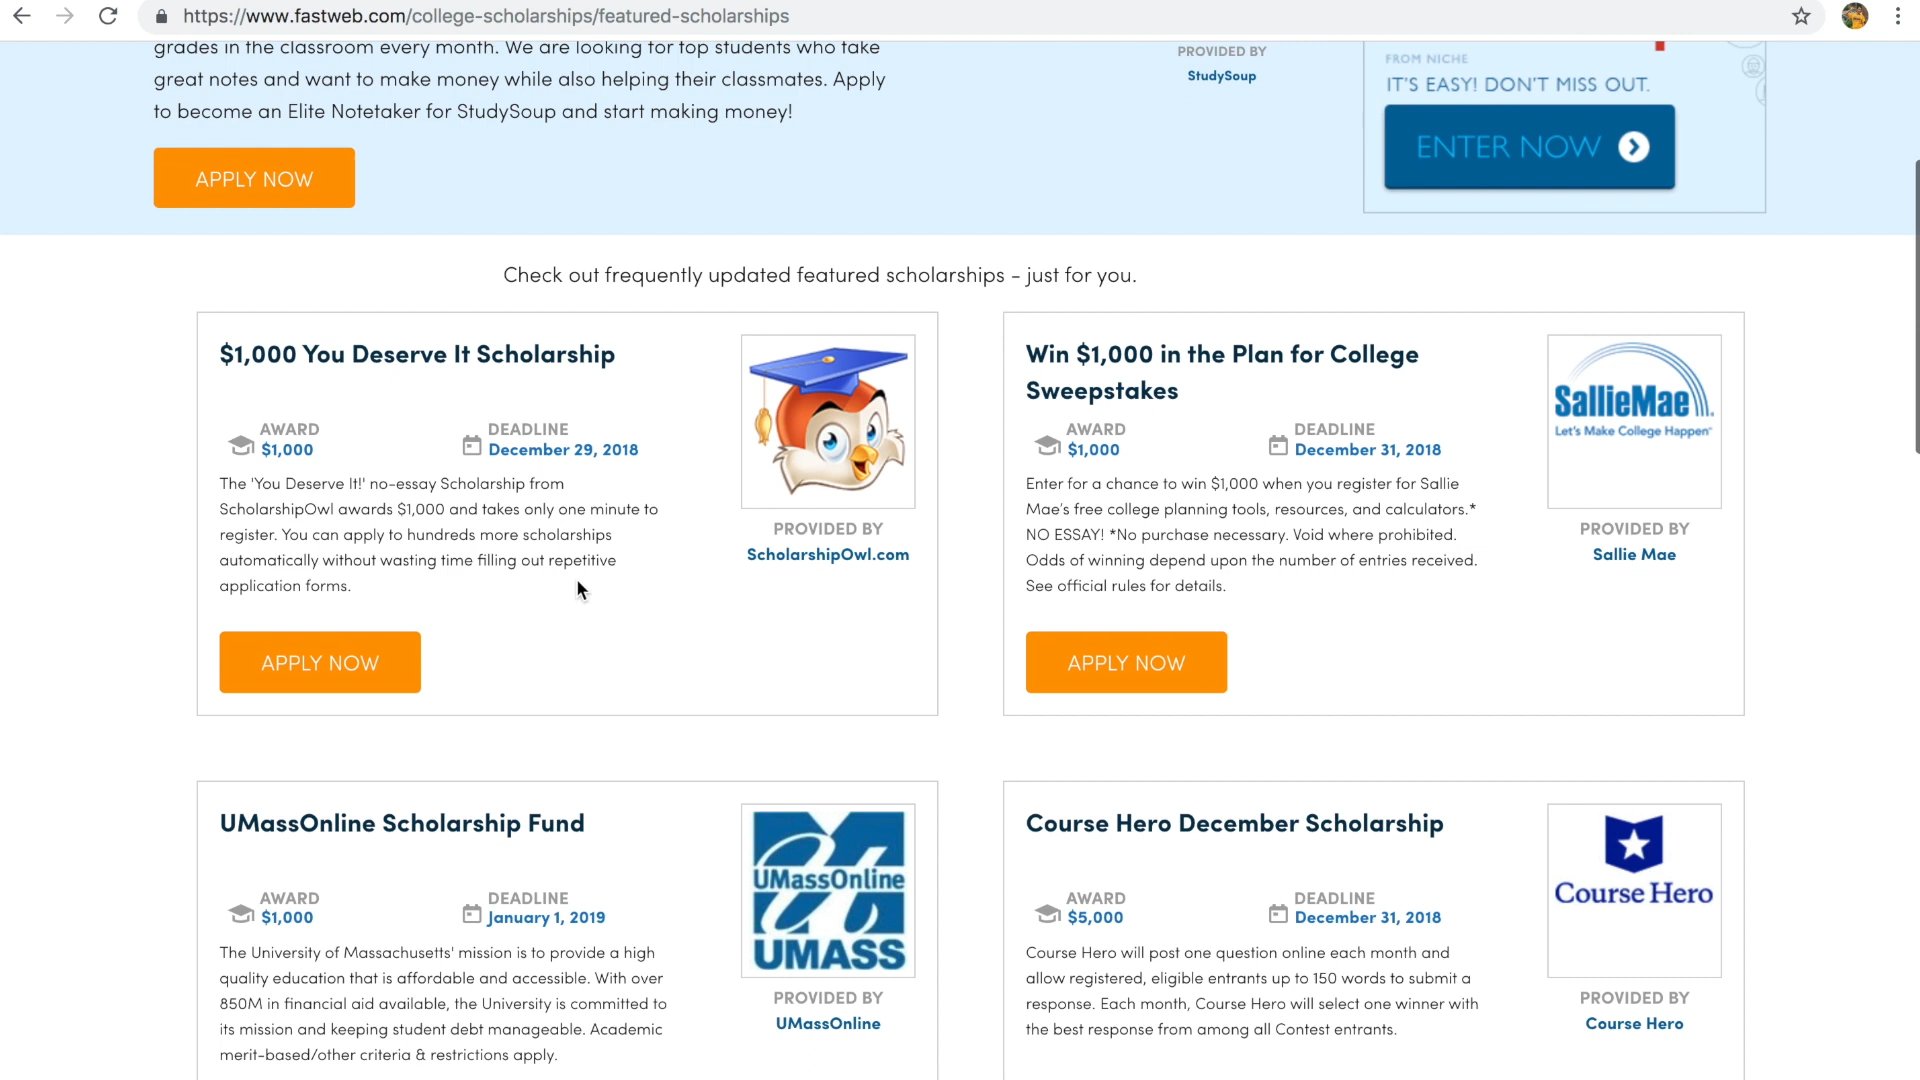 https://www.fastweb.com/college-scholarships/featured-scholarships
grades in the classroom every month. We are looking for top students who take
great notes and want to make money while also helping their classmates. Apply
to become an Elite Notetaker for StudySoup and start making money!
APPLY NOW
PROVIDED BY
StudySoup
FROM NICHE
IT'S EASY! DON'T MISS OUT.
ENTER NOW
Check out frequently updated featured scholarships - just for you.
$1,000 You Deserve It Scholarship
AWARD
$1,000
DEADLINE
December 29, 2018
The 'You Deserve It!' no-essay Scholarship from
ScholarshipOwl awards $1,000 and takes only one minute to
register. You can apply to hundreds more scholarships
automatically without wasting time filling out repetitive
application forms.
PROVIDED BY
ScholarshipOwl.com
APPLY NOW
Win $1,000 in the Plan for College
Sweepstakes
AWARD
$1,000
DEADLINE
December 31, 2018
Enter for a chance to win $1,000 when you register for Sallie
Mae's free college planning tools, resources, and calculators.*
NO ESSAY! *No purchase necessary. Void where prohibited.
Odds of winning depend upon the number of entries received.
See official rules for details.
SallieMae
Let's Make College Happen
PROVIDED BY
Sallie Mae
APPLY NOW
UMassOnline Scholarship Fund
AWARD
$1,000
DEADLINE
January 1, 2019
The University of Massachusetts' mission is to provide a high
quality education that is affordable and accessible. With over
850M in financial aid available, the University is committed to
its mission and keeping student debt manageable. Academic
merit-based/other criteria & restrictions apply.
UMassOnline
UMASS
PROVIDED BY
UMassOnline
Course Hero December Scholarship
AWARD
$5,000
DEADLINE
December 31, 2018
Course Hero will post one question online each month and
allow registered, eligible entrants up to 150 words to submit a
response. Each month, Course Hero will select one winner with
the best response from among all Contest entrants.
Course Hero
PROVIDED BY
Course Hero